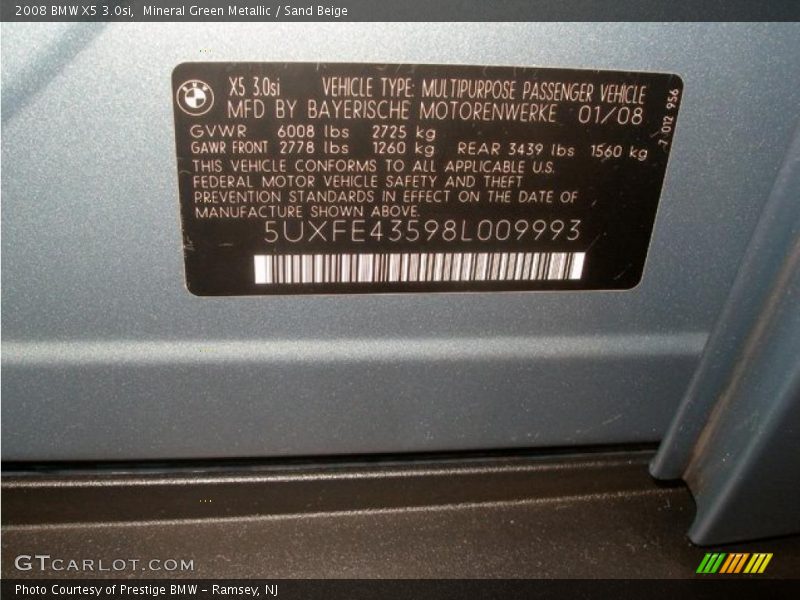 2008 BMW X5 3.0si, Mineral Green Metallic / Sand Beige
X5 3.0si VEHICLE TYPE: MULTIPURPOSE PASSENGER VEHICLE
MFD BY BAYERISCHE MOTORENWERKE 01/08
GVWR 6008 lbs 2725 kg
GAWR FRONT 2778 lbs 1260 kg REAR 3439 lbs 1560 kg
THIS VEHICLE CONFORMS TO ALL APPLICABLE U.S.
FEDERAL MOTOR VEHICLE SAFETY AND THEFT
PREVENTION STANDARDS IN EFFECT ON THE DATE OF
MANUFACTURE SHOWN ABOVE.
5UXFE43598L009993
7 012 956
GTCARLOT.COM
Photo Courtesy of Prestige BMW - Ramsey, NJ